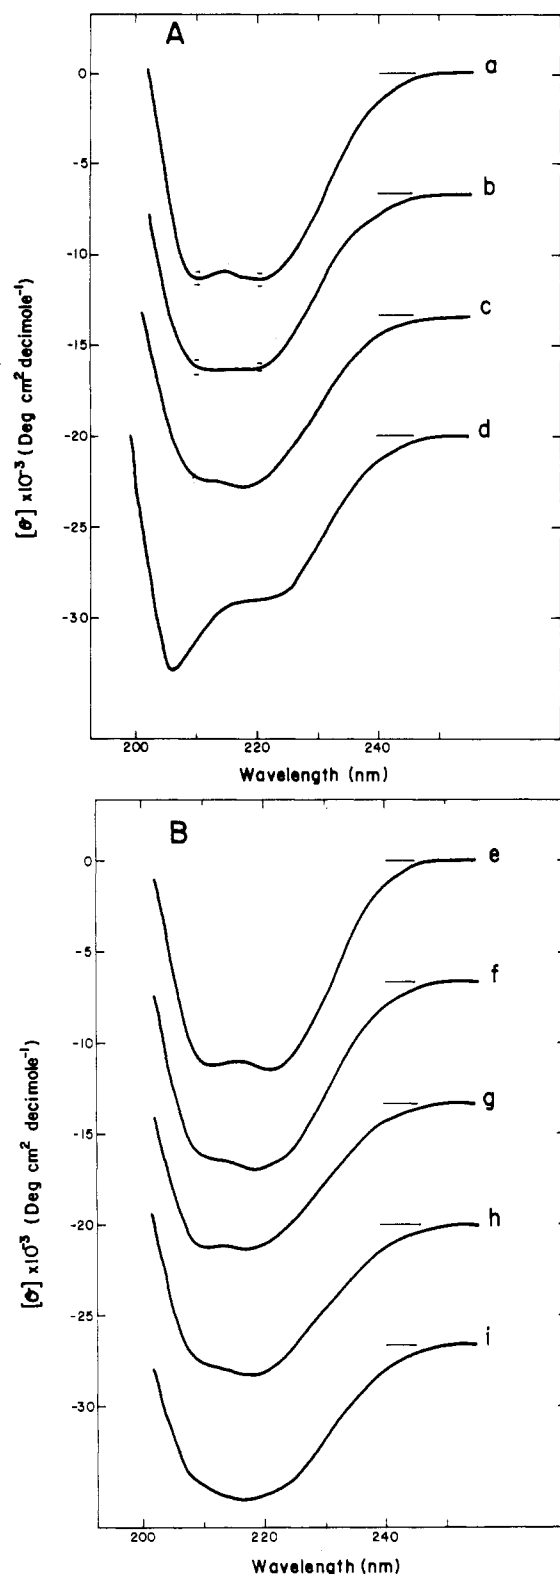 A
a
b
c
d
0
-5
-10
-15
-20
-25
-30
[θ] x10⁻³ (Deg cm² decimole⁻¹)
200
220
240
Wavelength (nm)
B
e
f
g
h
i
0
-5
-10
-15
-20
-25
-30
[θ] x10⁻³ (Deg cm² decimole⁻¹)
200
220
240
Wavelength (nm)